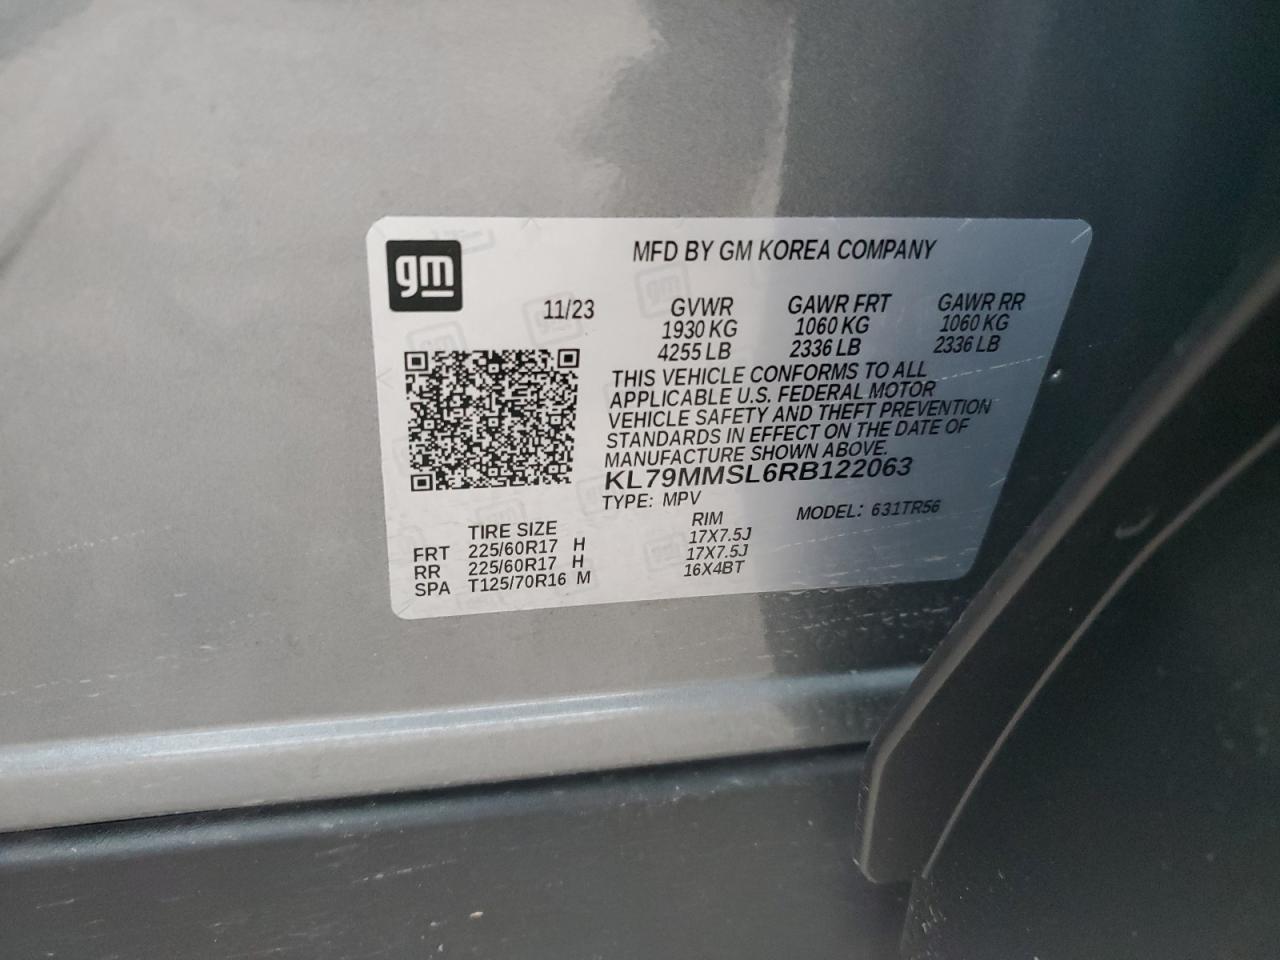 gm
MFD BY GM KOREA COMPANY
11/23 GVWR GAWR FRT GAWR RR
1930 KG 1060 KG 1060 KG
4255 LB 2336 LB 2336 LB
THIS VEHICLE CONFORMS TO ALL
APPLICABLE U.S. FEDERAL MOTOR
VEHICLE SAFETY AND THEFT PREVENTION
STANDARDS IN EFFECT ON THE DATE OF
MANUFACTURE SHOWN ABOVE.
KL79MMSL6RB122063
TYPE: MPV MODEL: 631TR56
TIRE SIZE RIM
FRT 225/60R17 H 17X7.5J
RR 225/60R17 H 17X7.5J
SPA T125/70R16 M 16X4BT